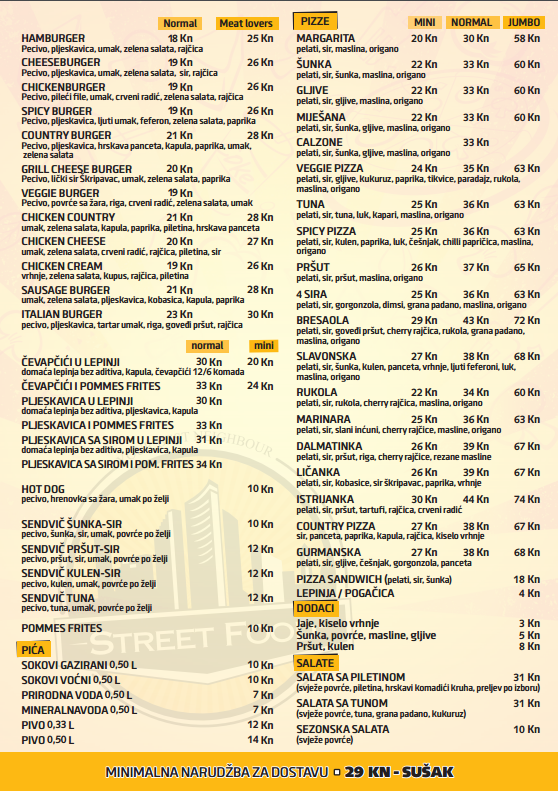 Normal Meat lovers
HAMBURGER 18 Kn 25 Kn
Pecivo, pljeskavica, umak, zelena salata, rajčica
CHEESEBURGER 19 Kn 26 Kn
Pecivo, pljeskavica, umak, zelena salata, sir, rajčica
CHICKENBURGER 19 Kn 26 Kn
Pecivo, pileći file, umak, crveni radić, zelena salata, rajčica
SPICY BURGER 19 Kn 26 Kn
Pecivo, pljeskavica, ljuti umak, feferon, zelena salata, paprika
COUNTRY BURGER 21 Kn 28 Kn
Pecivo, pljeskavica, hrskava panceta, kapula, paprika, umak,
zelena salata
GRILL CHEESE BURGER 20 Kn
Pecivo, lički sir Škripavac, umak, zelena salata, paprika
VEGGIE BURGER 19 Kn
Pecivo, povrće sa žara, riga, crveni radić, zelena salata, umak
CHICKEN COUNTRY 21 Kn 28 Kn
umak, zelena salata, kapula, paprika, piletina, hrskava panceta
CHICKEN CHEESE 20 Kn 27 Kn
umak, zelena salata, crveni radić, rajčica, piletina, sir
CHICKEN CREAM 19 Kn 26 Kn
vrhnje, zelena salata, kupus, rajčica, piletina
SAUSAGE BURGER 21 Kn 28 Kn
umak, zelena salata, pljeskavica, kobasica, kapula, paprika
ITALIAN BURGER 23 Kn 30 Kn
pecivo, pljeskavica, tartar umak, riga, goveđi pršut, rajčica
normal mini
ČEVAPČIĆI U LEPINJI 30 Kn 20 Kn
domaća lepinja bez aditiva, kapula, čevapčići 12/6 komada
ČEVAPČIĆI I POMMES FRITES 33 Kn 24 Kn
PLJESKAVICA U LEPINJI 30 Kn
domaća lepinja bez aditiva, pljeskavica, kapula
PLJESKAVICA I POMMES FRITES 33 Kn
PLJESKAVICA SA SIROM U LEPINJI 31 Kn
domaća lepinja bez aditiva, pljeskavica, kapula
PLJESKAVICA SA SIROM I POM. FRITES 34 Kn
HOT DOG 10 Kn
pecivo, hrenovka sa žara, umak po želji
SENDVIČ ŠUNKA-SIR 10 Kn
pecivo, šunka, sir, umak, povrće po želji
SENDVIČ PRŠUT-SIR 12 Kn
pecivo, pršut, sir, umak, povrće po želji
SENDVIČ KULEN-SIR 12 Kn
pecivo, kulen, umak, povrće po želji
SENDVIČ TUNA 12 Kn
pecivo, tuna, umak, povrće po želji
POMMES FRITES 10 Kn
STREET FOOD
PIĆA
SOKOVI GAZIRANI 0,50 L 10 Kn
SOKOVI VOĆNI 0,50 L 10 Kn
PRIRODNA VODA 0,50 L 7 Kn
MINERALNAVODA 0,50 L 7 Kn
PIVO 0,33 L 12 Kn
PIVO 0,50 L 14 Kn
PIZZE MINI NORMAL JUMBO
MARGARITA 20 Kn 30 Kn 58 Kn
pelati, sir, maslina, origano
ŠUNKA 22 Kn 33 Kn 60 Kn
pelati, sir, šunka, maslina, origano
GLJIVE 22 Kn 33 Kn 60 Kn
pelati, sir, gljive, maslina, origano
MIJEŠANA 22 Kn 33 Kn 60 Kn
pelati, sir, šunka, gljive, maslina, origano
CALZONE 33 Kn
pelati, sir, šunka, gljive, maslina, origano
VEGGIE PIZZA 24 Kn 35 Kn 63 Kn
pelati, sir, gljive, kukuruz, paprika, tikvice, paradajz, rukola,
maslina, origano
TUNA 25 Kn 36 Kn 63 Kn
pelati, sir, tuna, luk, kapari, maslina, origano
SPICY PIZZA 25 Kn 36 Kn 63 Kn
pelati, sir, kulen, paprika, luk, češnjak, chilli papričica, maslina,
origano
PRŠUT 26 Kn 37 Kn 65 Kn
pelati, sir, pršut, maslina, origano
4 SIRA 25 Kn 36 Kn 63 Kn
pelati, sir, gorgonzola, dimsi, grana padano, maslina, origano
BRESAOLA 29 Kn 43 Kn 72 Kn
pelati, sir, goveđi pršut, cherry rajčica, rukola, grana padano,
maslina, origano
SLAVONSKA 27 Kn 38 Kn 68 Kn
pelati, sir, šunka, kulen, panceta, vrhnje, ljuti feferoni, luk,
maslina, origano
RUKOLA 22 Kn 34 Kn 60 Kn
pelati, sir, rukola, cherry rajčica, maslina, origano
MARINARA 25 Kn 36 Kn 63 Kn
pelati, sir, slani inćuni, cherry rajčice, masline, origano
DALMATINKA 26 Kn 39 Kn 67 Kn
pelati, sir, pršut, riga, cherry rajčice, rezane masline
LIČANKA 26 Kn 39 Kn 67 Kn
pelati, sir, kobasice, sir škripavac, paprika, vrhnje
ISTRIJANKA 30 Kn 44 Kn 74 Kn
pelati, sir, pršut, tartufi, rajčica, crveni radić
COUNTRY PIZZA 27 Kn 38 Kn 67 Kn
sir, panceta, paprika, kapula, rajčica, kiselo vrhnje
GURMANSKA 27 Kn 38 Kn 68 Kn
pelati, sir, gljive, češnjak, gorgonzola, panceta
PIZZA SANDWICH (pelati, sir, šunka) 18 Kn
LEPINJA / POGAČICA 4 Kn
DODACI
Jaje, Kiselo vrhnje 3 Kn
Šunka, povrće, masline, gljive 5 Kn
Pršut, Kulen 8 Kn
SALATE
SALATA SA PILETINOM 31 Kn
(svježe povrće, piletina, hrskavi komadići kruha, preljev po izboru)
SALATA SA TUNOM 31 Kn
(svježe povrće, tuna, grana padano, kukuruz)
SEZONSKA SALATA 10 Kn
(svježe povrće)
MINIMALNA NARUDŽBA ZA DOSTAVU 29 KN - SUŠAK